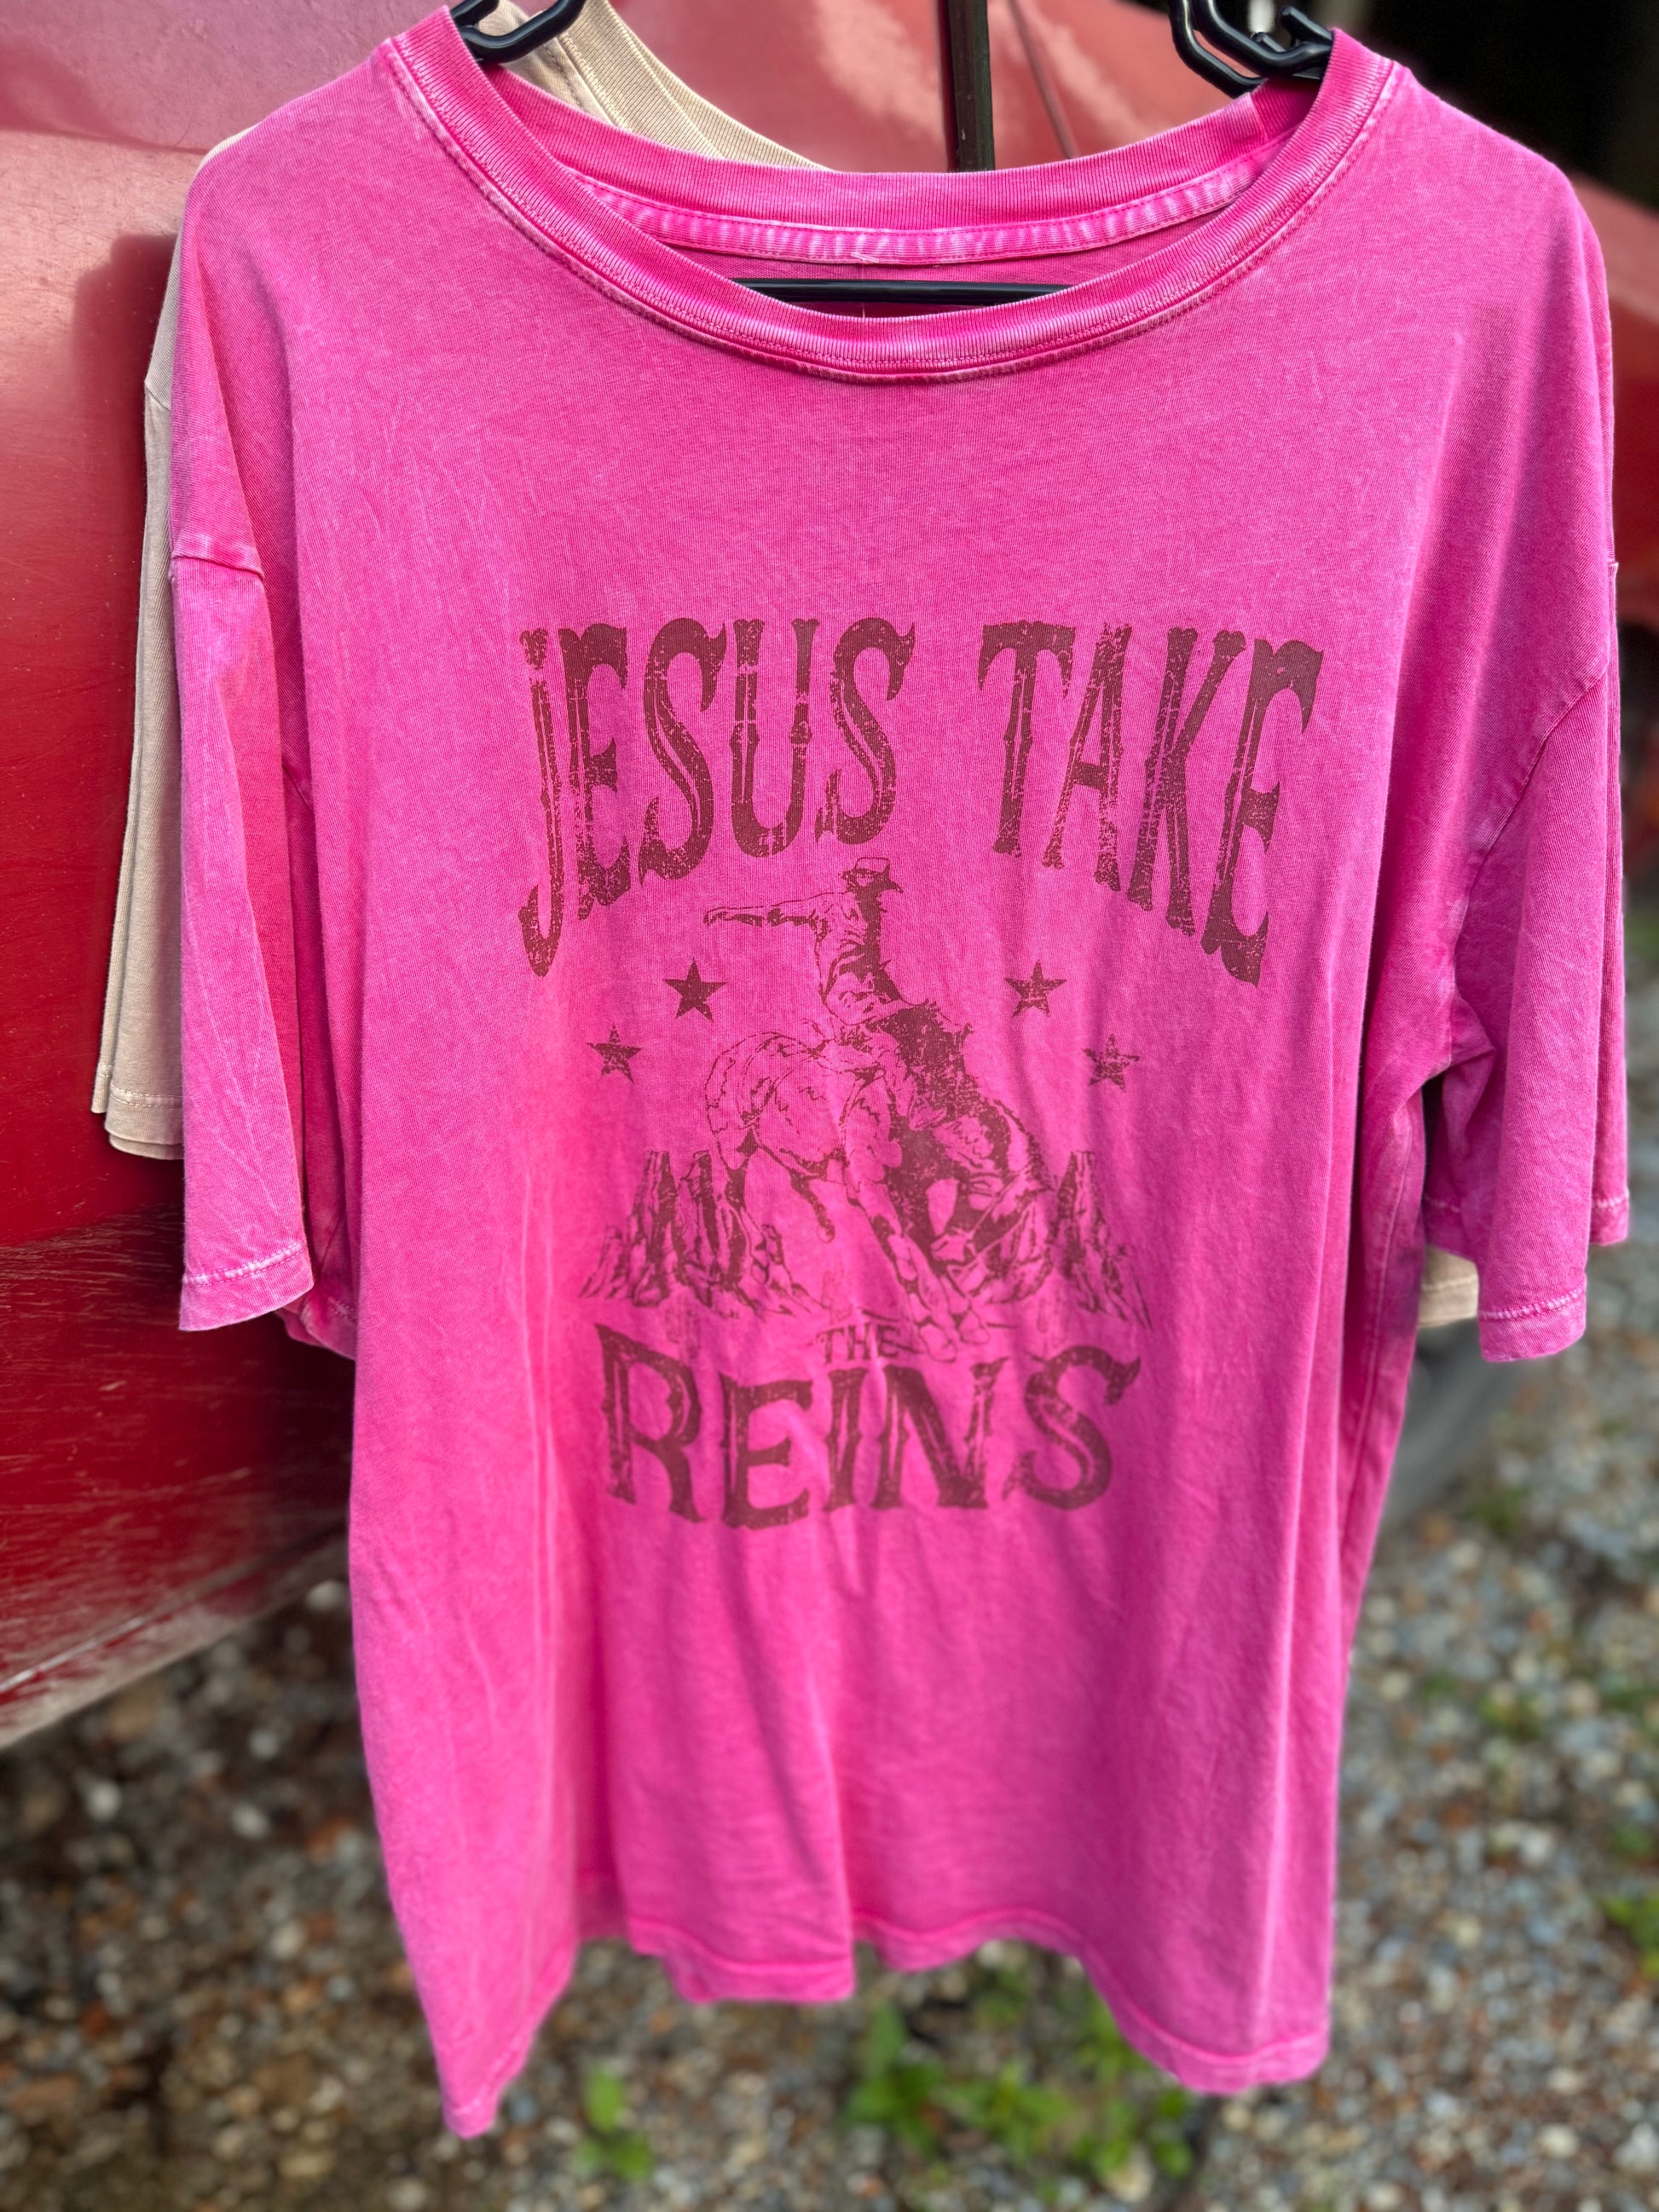 JESUS TAKE
THE
REINS